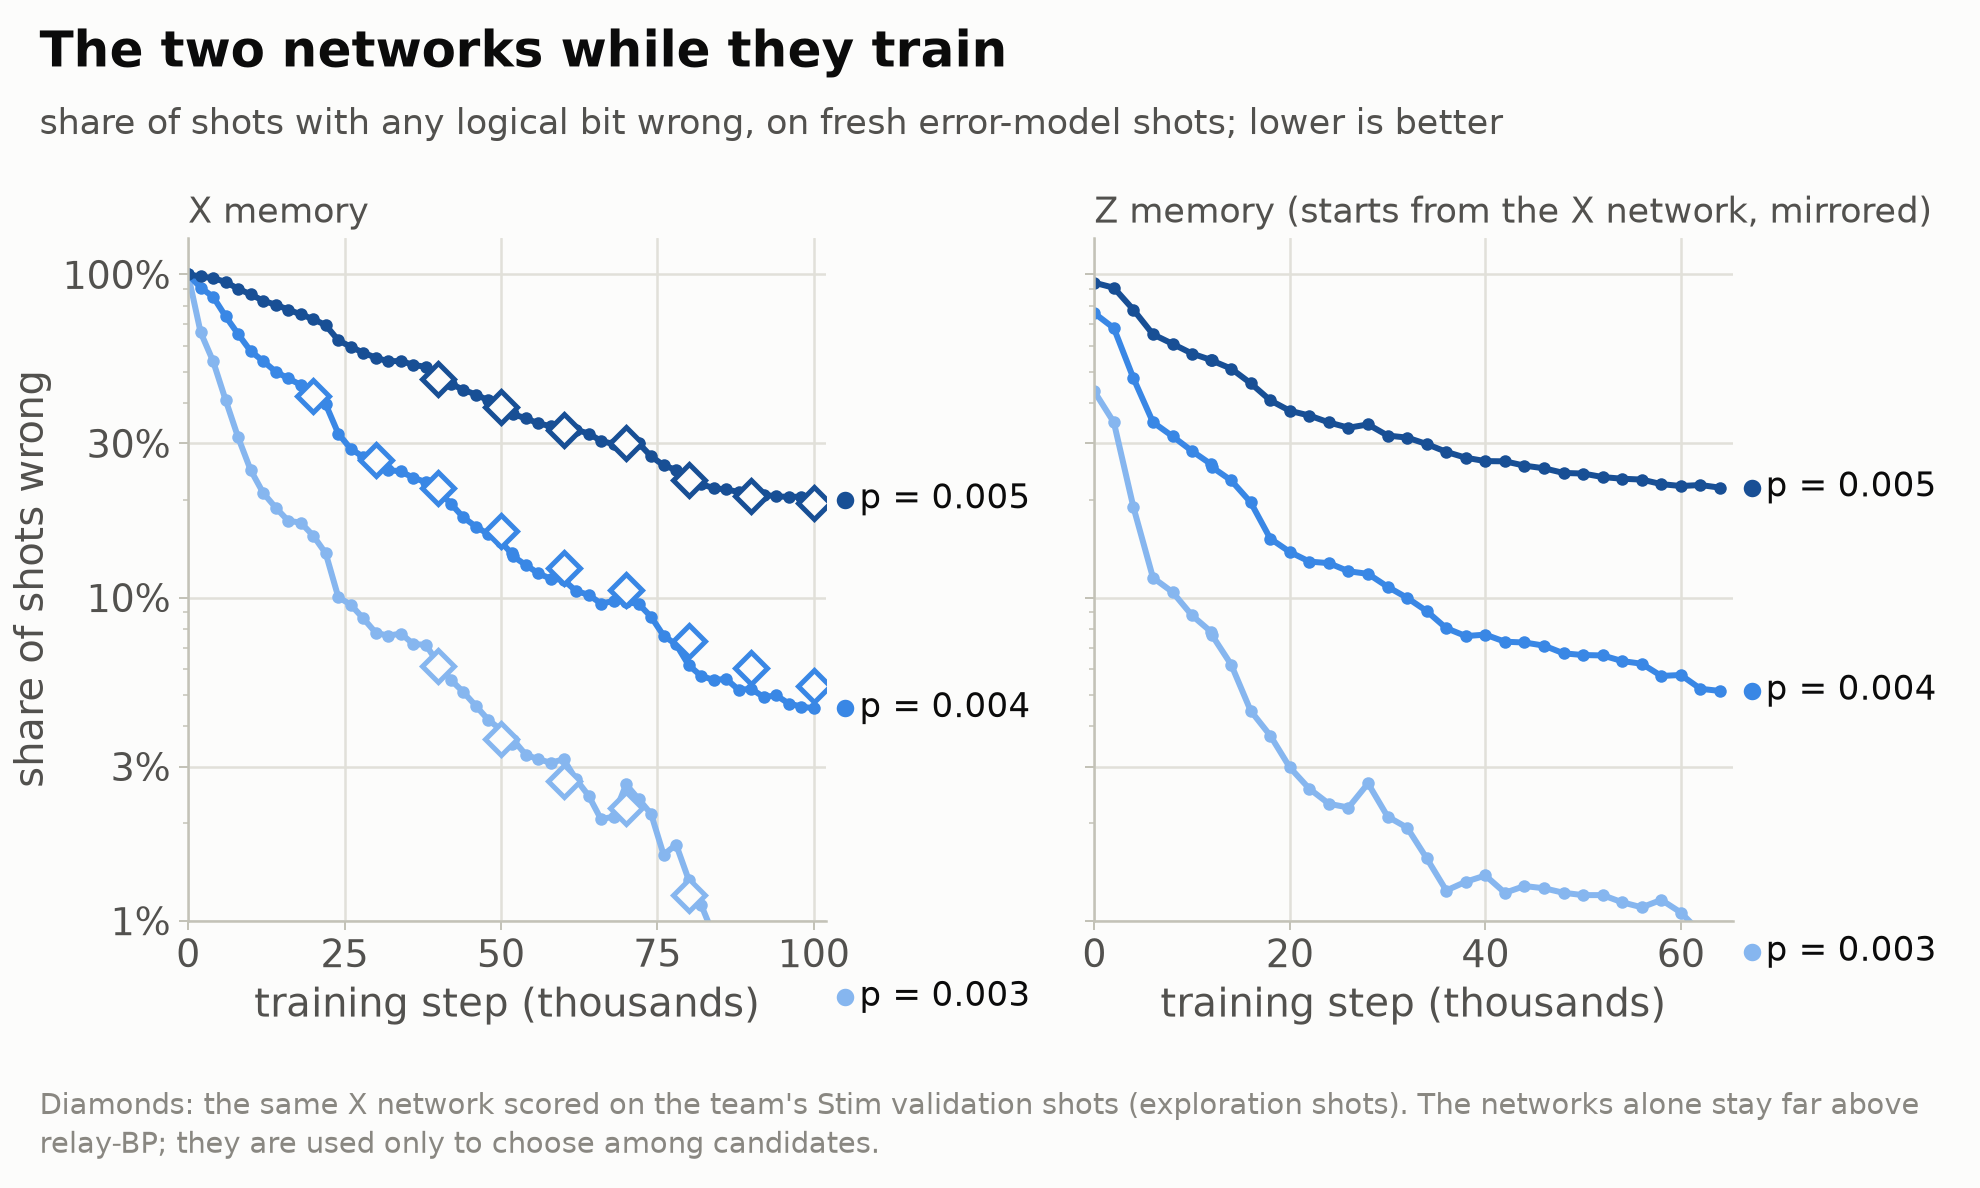 The two networks while they train
share of shots with any logical bit wrong, on fresh error-model shots; lower is better
X memory
Z memory (starts from the X network, mirrored)
share of shots wrong
100%
30%
10%
3%
1%
0 25 50 75 100
training step (thousands)
p = 0.005
p = 0.004
p = 0.003
0 20 40 60
training step (thousands)
p = 0.005
p = 0.004
p = 0.003
Diamonds: the same X network scored on the team's Stim validation shots (exploration shots). The networks alone stay far above
relay-BP; they are used only to choose among candidates.